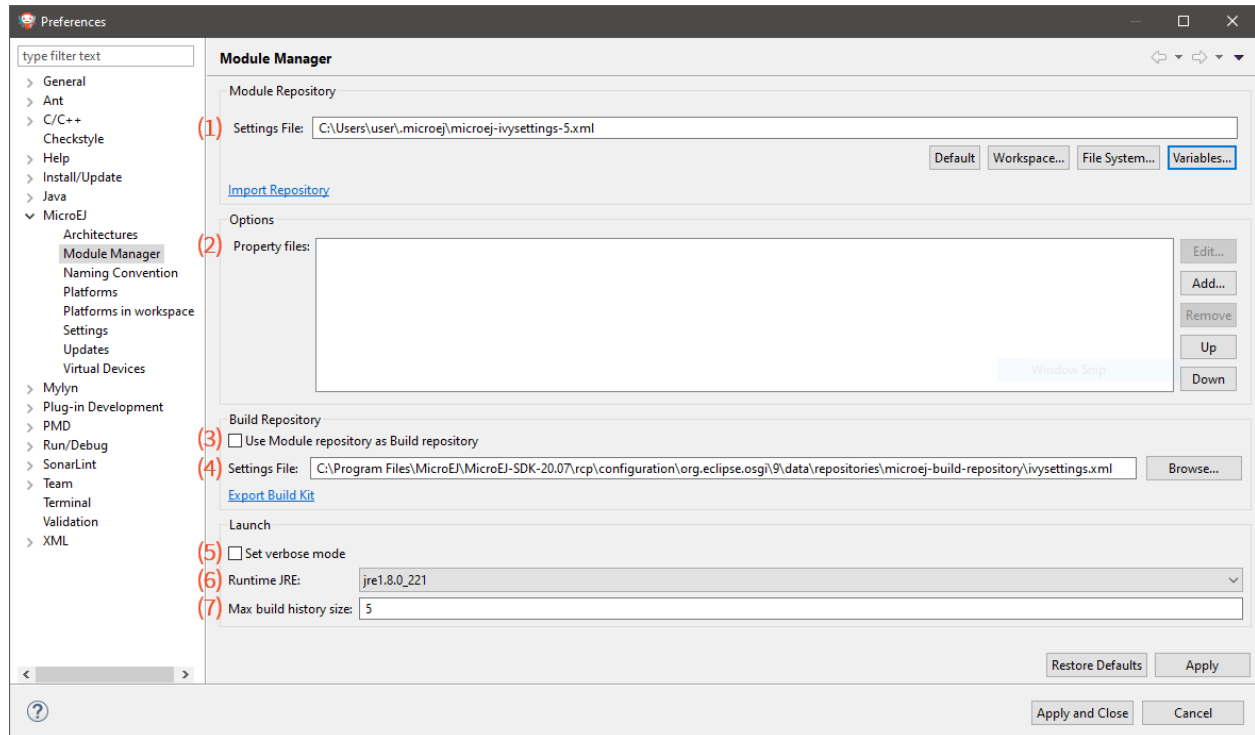 Preferences
type filter text
General
Ant
C/C++
Checkstyle
Help
Install/Update
Java
MicroEJ
Architectures
Module Manager
Naming Convention
Platforms
Platforms in workspace
Settings
Updates
Virtual Devices
Mylyn
Plug-in Development
PMD
Run/Debug
SonarLint
Team
Terminal
Validation
XML
Module Manager
Module Repository
(1) Settings File: C:\Users\user\.microej\microej-ivysettings-5.xml
Default Workspace... File System... Variables...
Import Repository
Options
(2) Property files:
Edit...
Add...
Remove
Up
Window Snip
Down
Build Repository
(3) Use Module repository as Build repository
(4) Settings File: C:\Program Files\MicroEJ\MicroEJ-SDK-20.07\rcp\configuration\org.eclipse.osgi\9\data\repositories\microej-build-repository\ivysettings.xml Browse...
Export Build Kit
Launch
(5) Set verbose mode
(6) Runtime JRE: jre1.8.0_221
(7) Max build history size: 5
Restore Defaults Apply
? Apply and Close Cancel